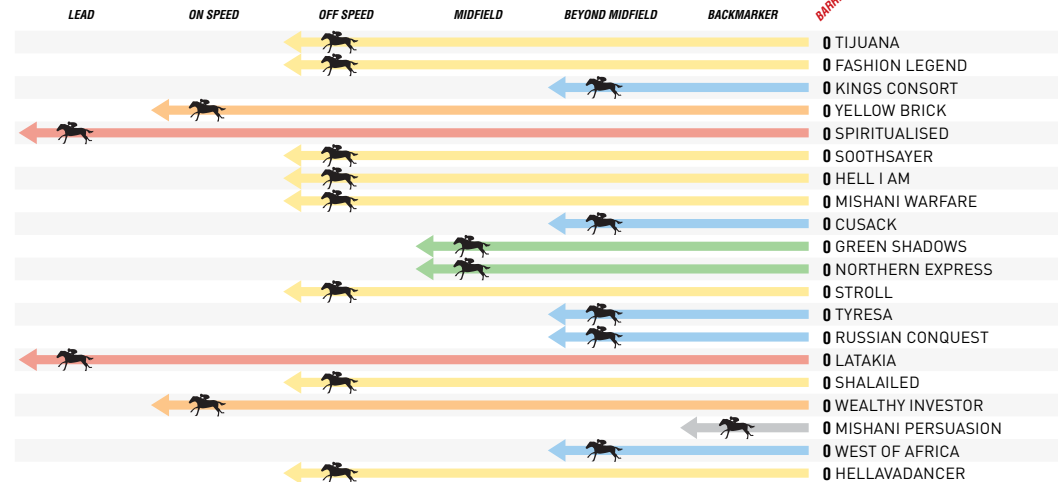 LEAD ON SPEED OFF SPEED MIDFIELD BEYOND MIDFIELD BACKMARKER
0 TIJUANA
0 FASHION LEGEND
0 KINGS CONSORT
0 YELLOW BRICK
0 SPIRITUALISED
0 SOOTHSAYER
0 HELL I AM
0 MISHANI WARFARE
0 CUSACK
0 GREEN SHADOWS
0 NORTHERN EXPRESS
0 STROLL
0 TYRESA
0 RUSSIAN CONQUEST
0 LATAKIA
0 SHALAILED
0 WEALTHY INVESTOR
0 MISHANI PERSUASION
0 WEST OF AFRICA
0 HELLAVADANCER